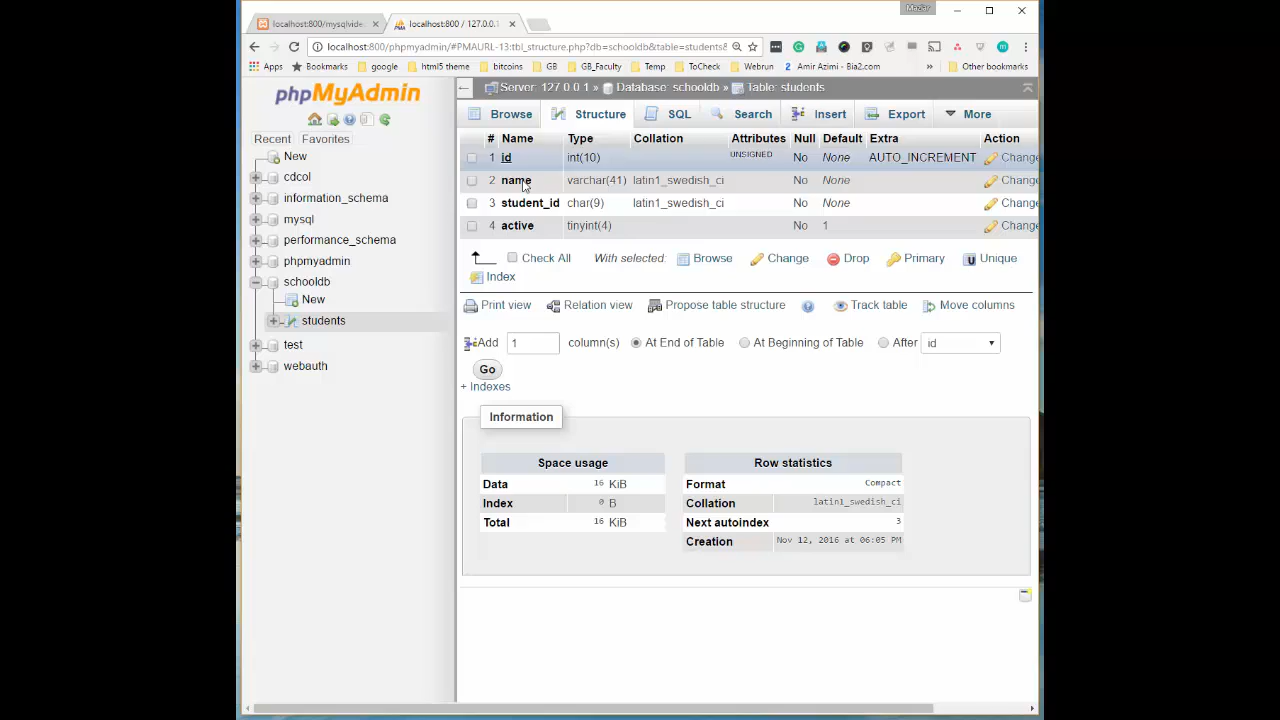 Maziar
localhost:800/mysqlvide
localhost:800 / 127.0.0.1
localhost:800/phpmyadmin/#PMAURL-13:tbl_structure.php?db=schooldb&table=students&
Apps Bookmarks google html5 theme bitcoins GB GB_Faculty Temp ToCheck Webrun 2 Amir Azimi - Bia2.com » Other bookmarks
phpMyAdmin
Recent Favorites
New
cdcol
information_schema
mysql
performance_schema
phpmyadmin
schooldb
New
students
test
webauth
Server: 127.0.0.1 » Database: schooldb » Table: students
Browse Structure SQL Search Insert Export More
# Name Type Collation Attributes Null Default Extra Action
1 id int(10) UNSIGNED No None AUTO_INCREMENT Change
2 name varchar(41) latin1_swedish_ci No None Change
3 student_id char(9) latin1_swedish_ci No None Change
4 active tinyint(4) No 1 Change
Check All With selected: Browse Change Drop Primary Unique
Index
Print view Relation view Propose table structure Track table Move columns
Add 1 column(s) At End of Table At Beginning of Table After id
Go
+ Indexes
Information
Space usage
Data 16 KiB
Index 0 B
Total 16 KiB
Row statistics
Format Compact
Collation latin1_swedish_ci
Next autoindex 3
Creation Nov 12, 2016 at 06:05 PM